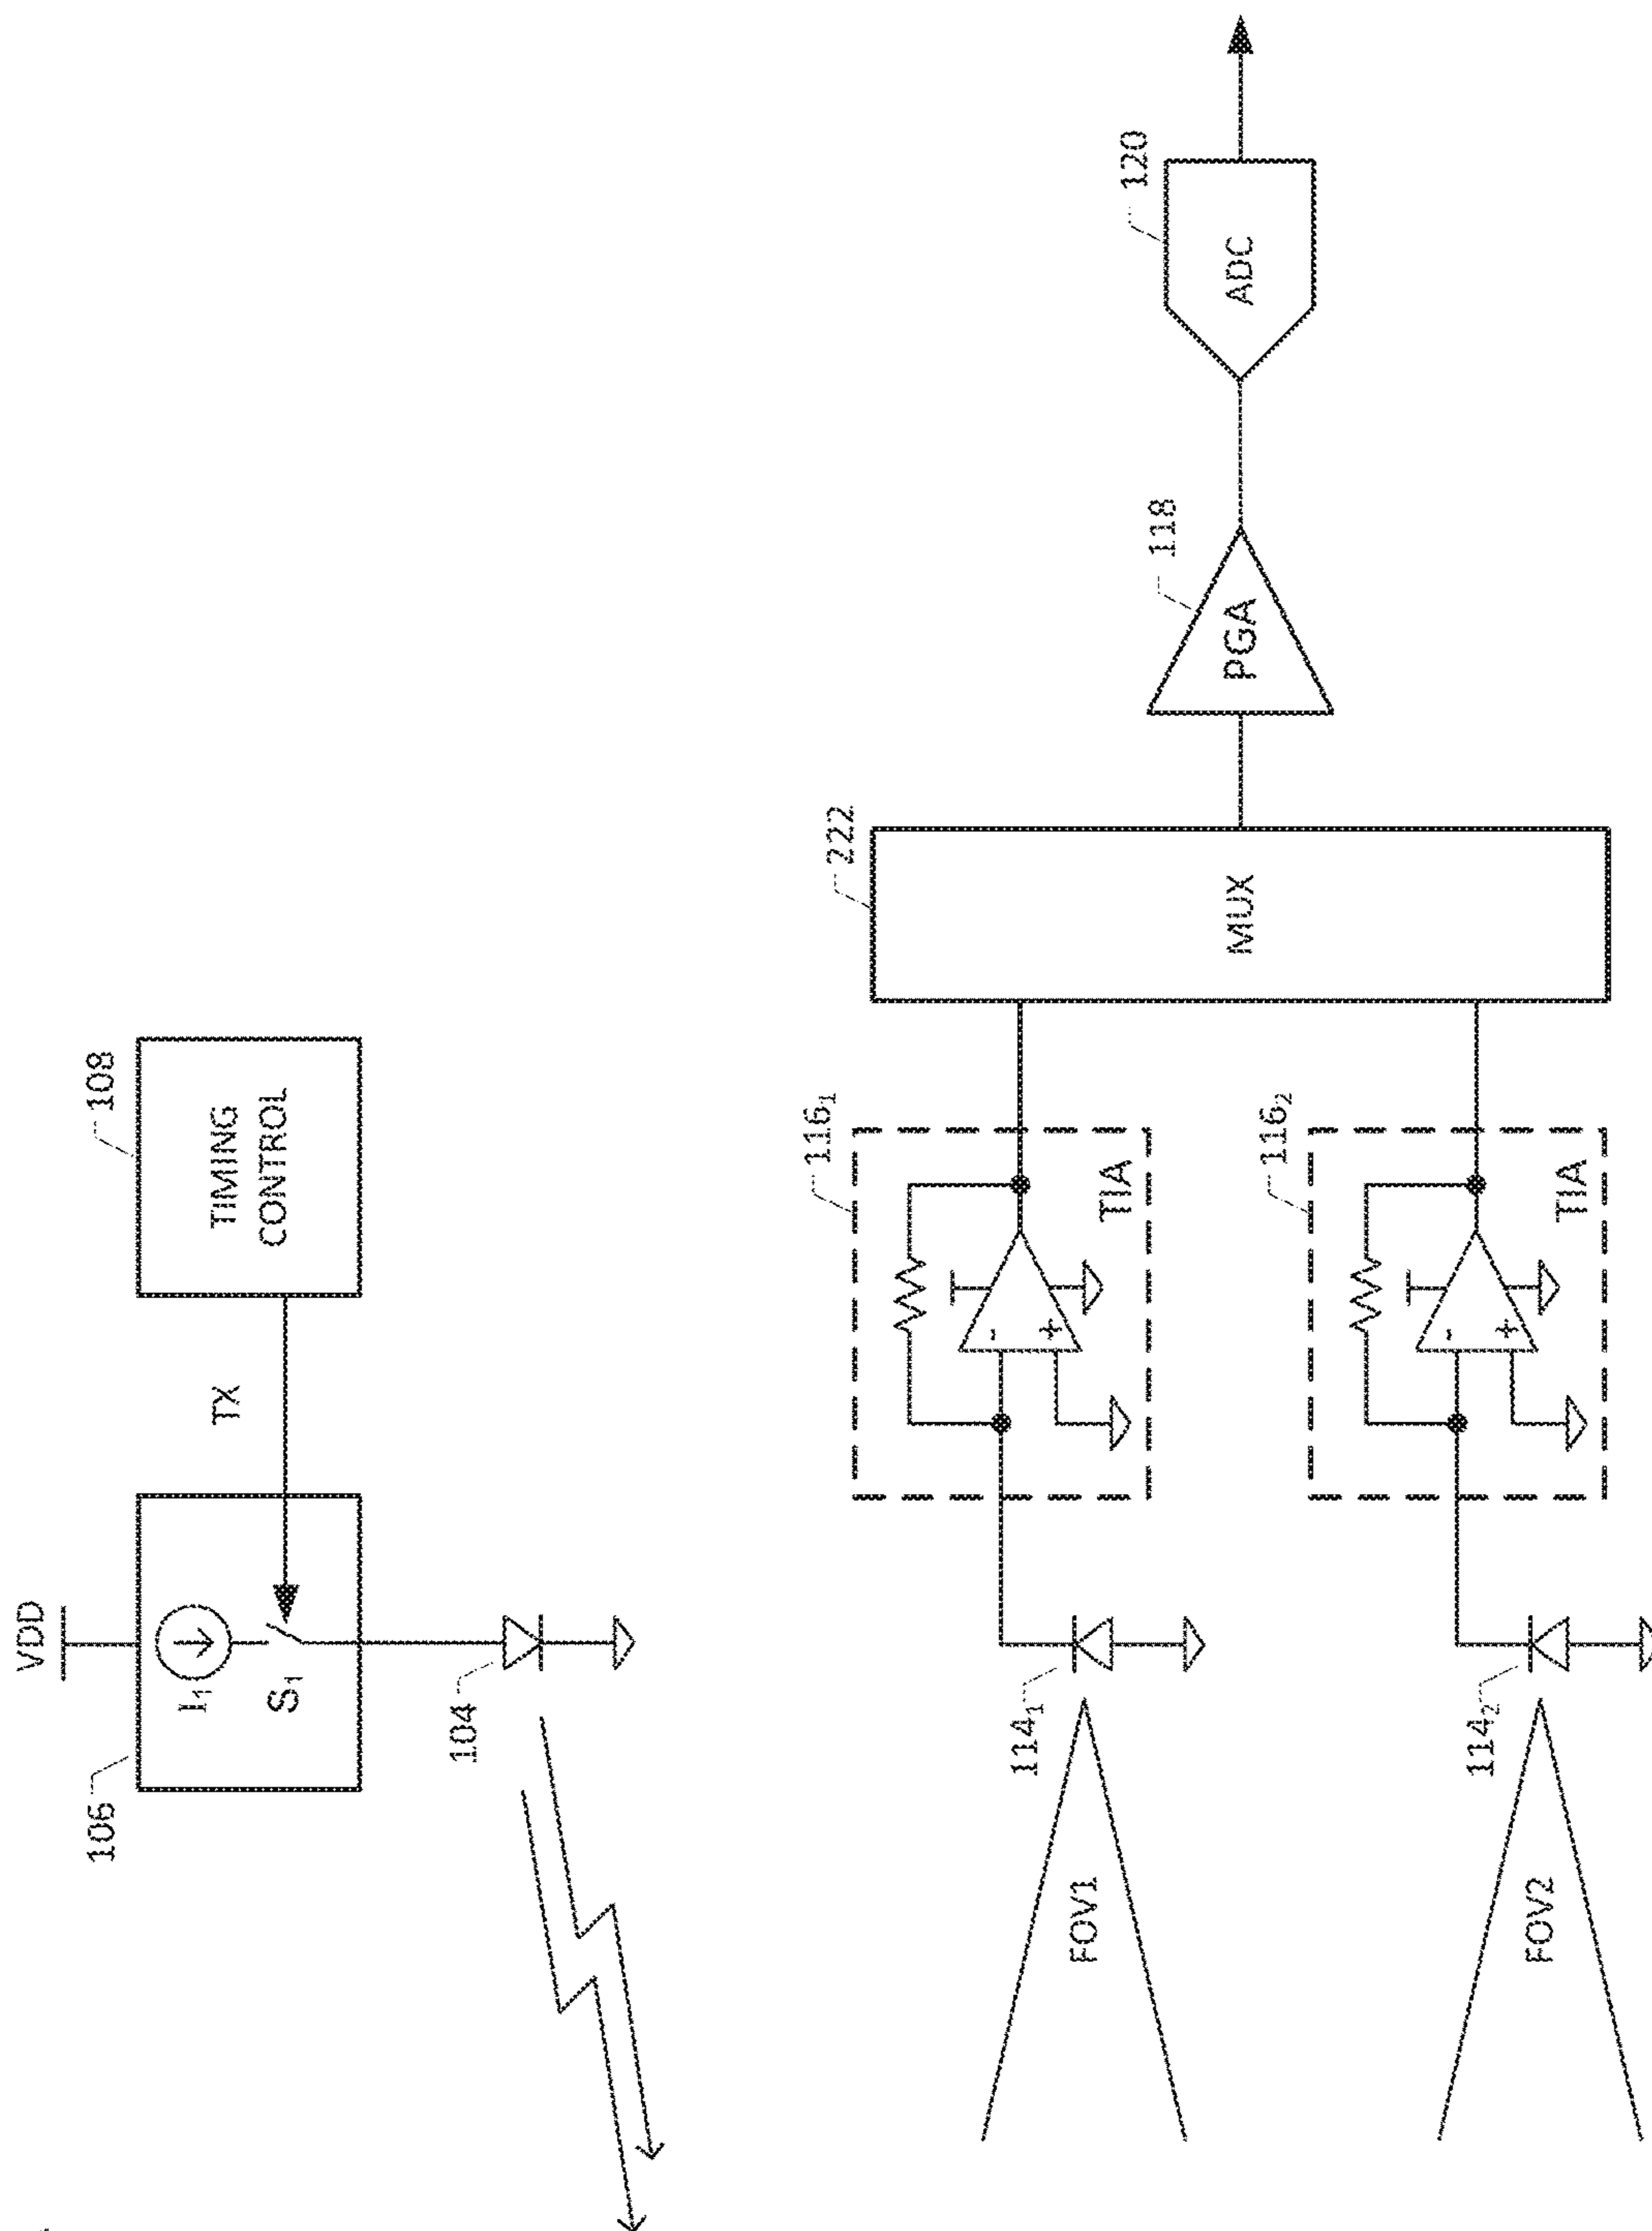 VDD
106
I₁
S₁
TX
108
TIMING
CONTROL
104
FOV1
114₁
116₁
-
+
TIA
FOV2
114₂
116₂
-
+
TIA
222
MUX
118
PGA
120
ADC